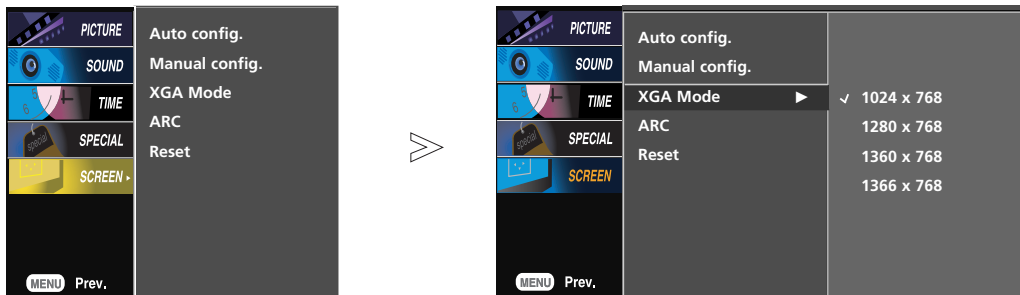 PICTURE
SOUND
TIME
SPECIAL
SCREEN
MENU Prev.
Auto config.
Manual config.
XGA Mode
ARC
Reset
PICTURE
SOUND
TIME
SPECIAL
SCREEN
MENU Prev.
Auto config.
Manual config.
XGA Mode
ARC
Reset
1024 x 768
1280 x 768
1360 x 768
1366 x 768